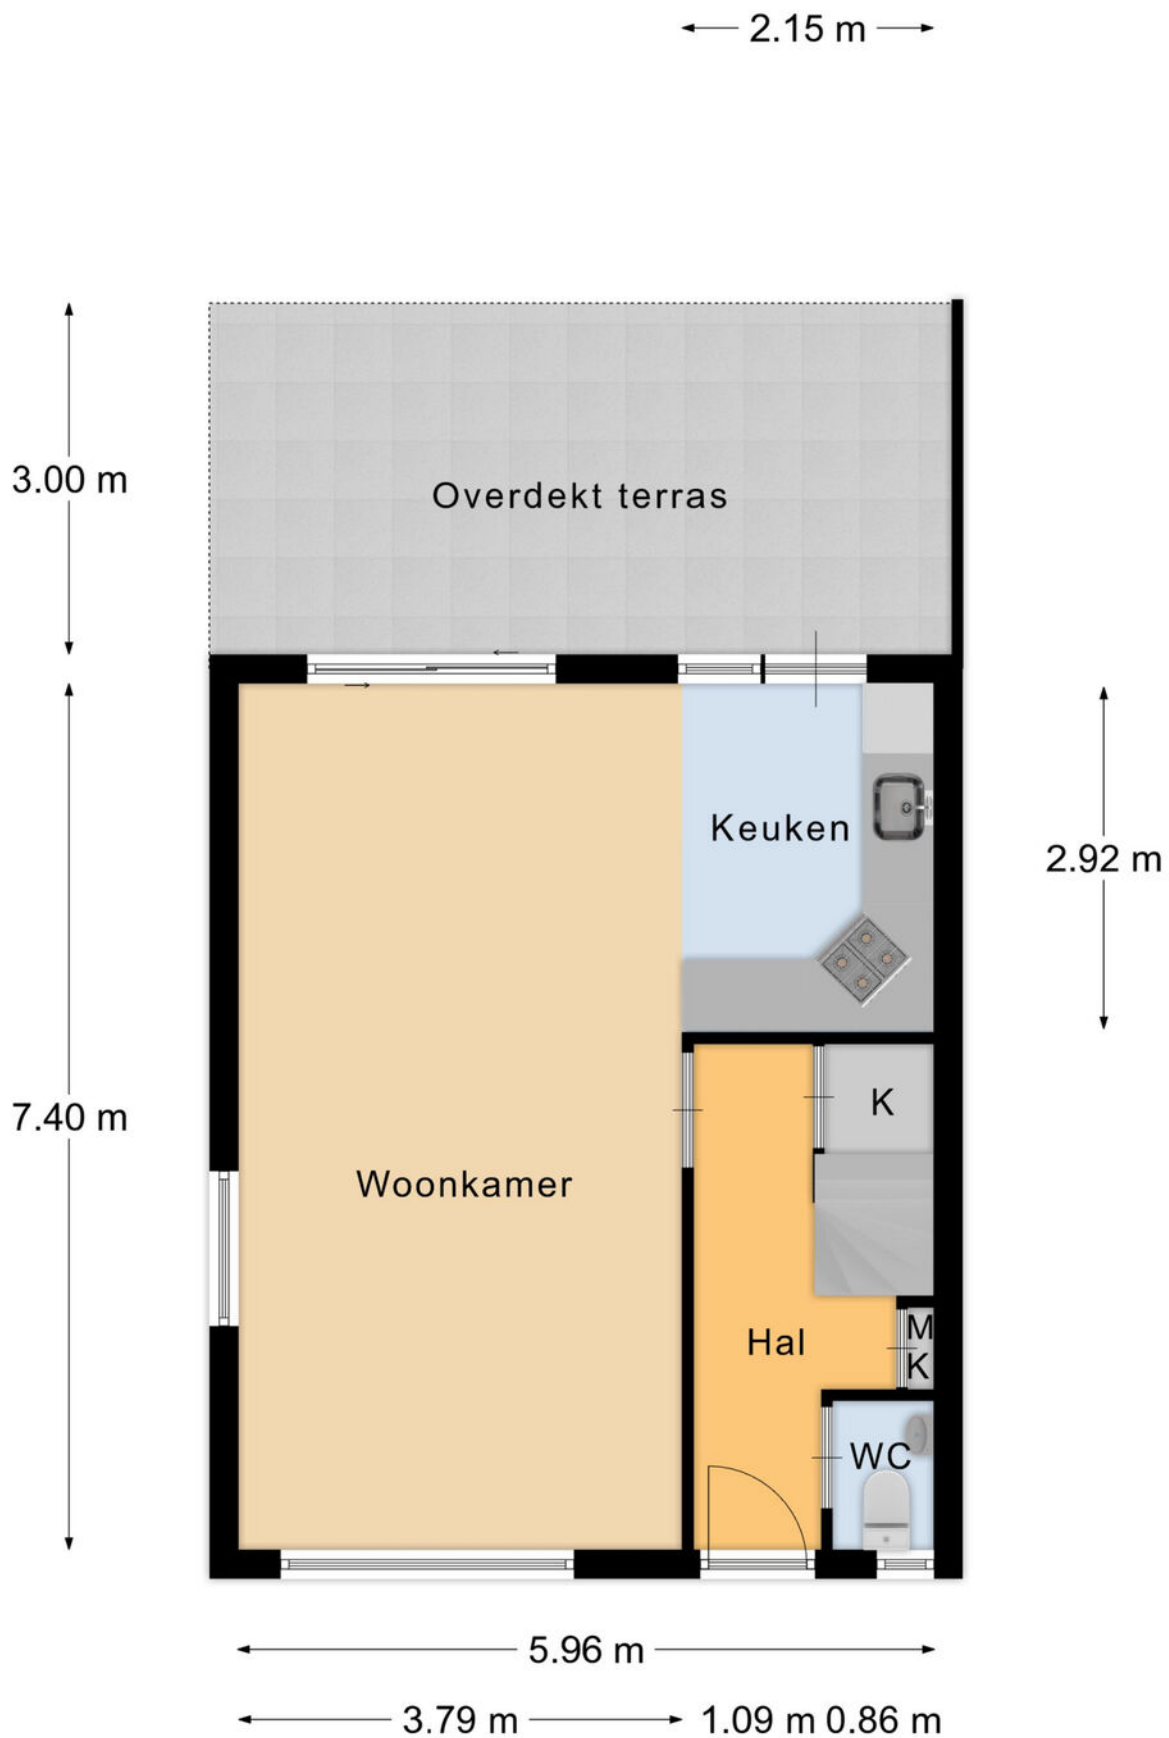 2.15 m
3.00 m
Overdekt terras
Keuken
2.92 m
K
7.40 m
Woonkamer
Hal
M
K
WC
5.96 m
3.79 m
1.09 m 0.86 m